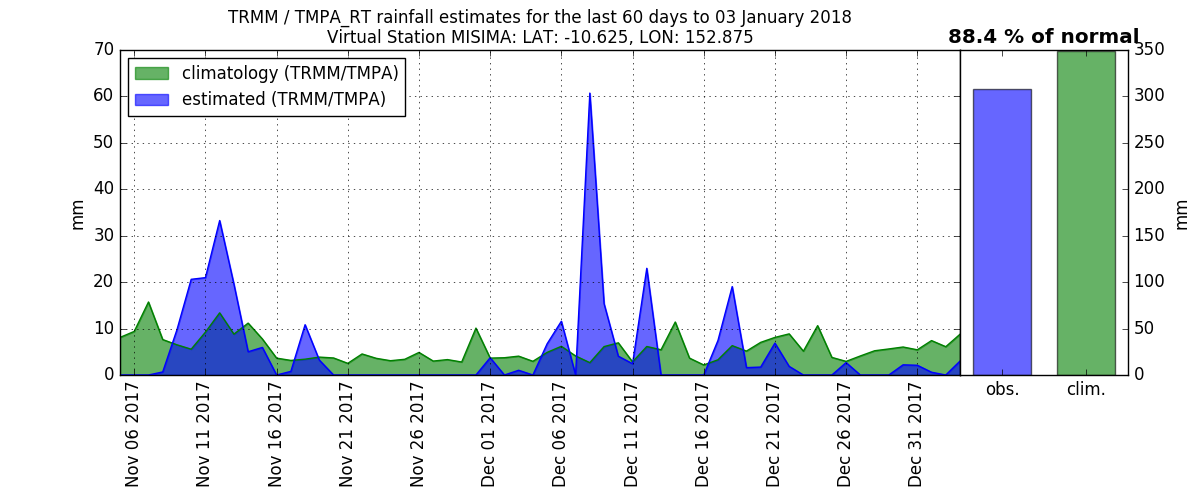 TRMM / TMPA_RT rainfall estimates for the last 60 days to 03 January 2018
Virtual Station MISIMA: LAT: -10.625, LON: 152.875
88.4 % of normal
climatology (TRMM/TMPA)
estimated (TRMM/TMPA)
mm
70
60
50
40
30
20
10
0
Nov 06 2017
Nov 11 2017
Nov 16 2017
Nov 21 2017
Nov 26 2017
Dec 01 2017
Dec 06 2017
Dec 11 2017
Dec 16 2017
Dec 21 2017
Dec 26 2017
Dec 31 2017
obs.
clim.
350
300
250
200
150
100
50
0
mm